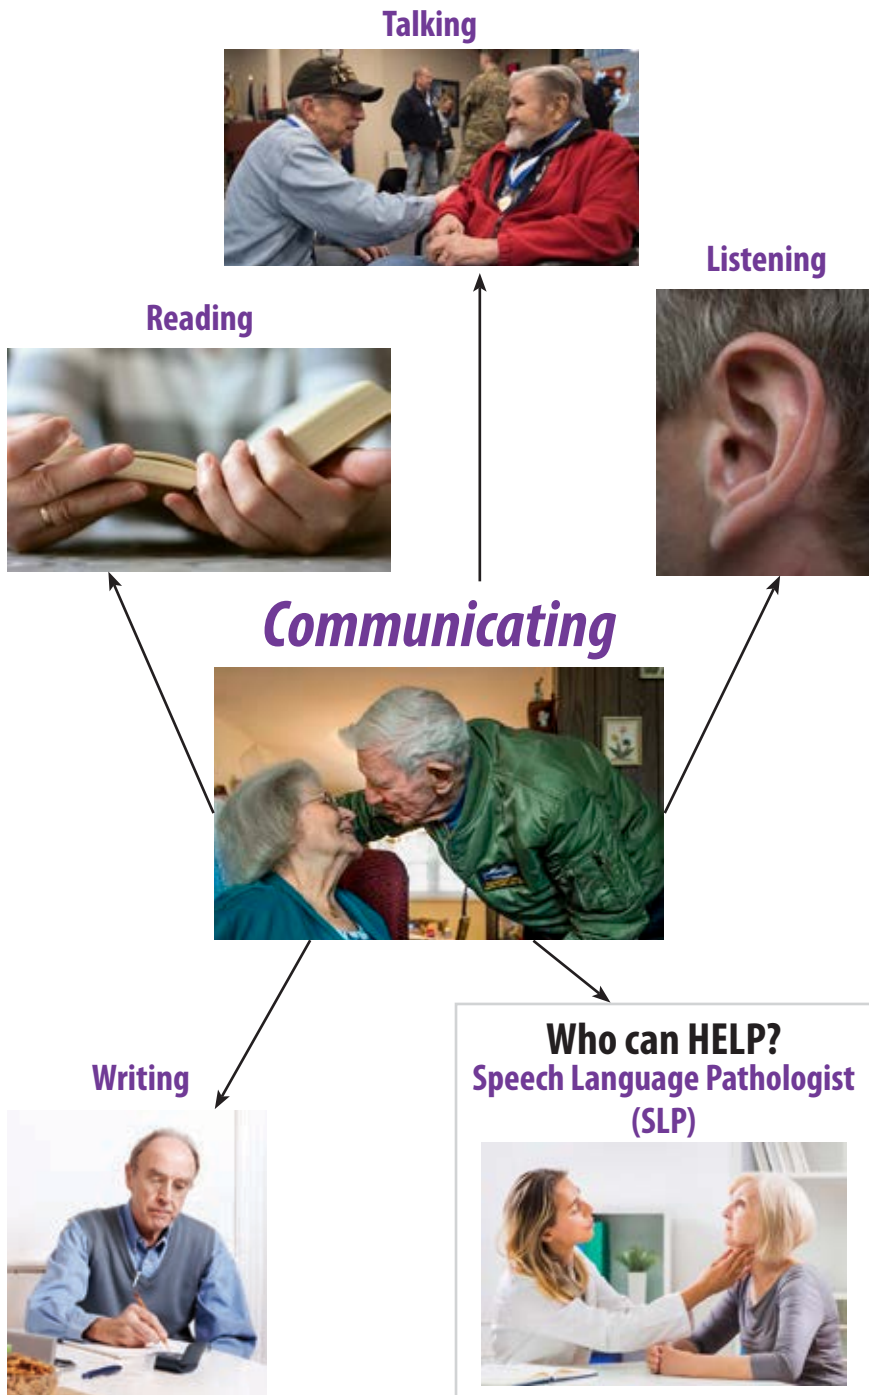 Talking
Listening
Reading
Communicating
Writing
Who can HELP?
Speech Language Pathologist
(SLP)